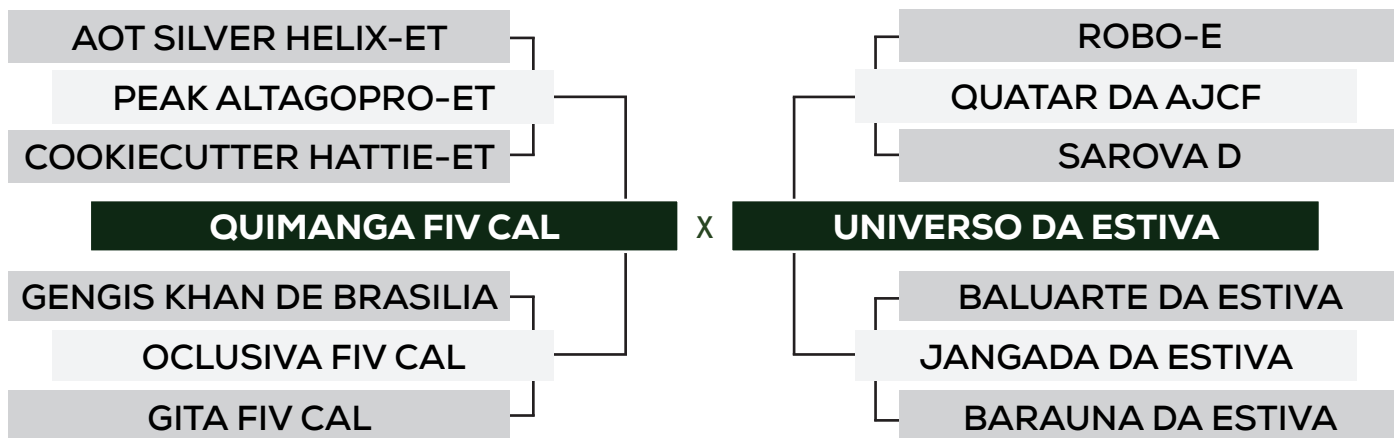 AOT SILVER HELIX-ET
PEAK ALTAGOPRO-ET
COOKIECUTTER HATTIE-ET
ROBO-E
QUATAR DA AJCF
SAROVA D
QUIMANGA FIV CAL X UNIVERSO DA ESTIVA
GENGIS KHAN DE BRASILIA
OCLUSIVA FIV CAL
GITA FIV CAL
BALUARTE DA ESTIVA
JANGADA DA ESTIVA
BARAUNA DA ESTIVA